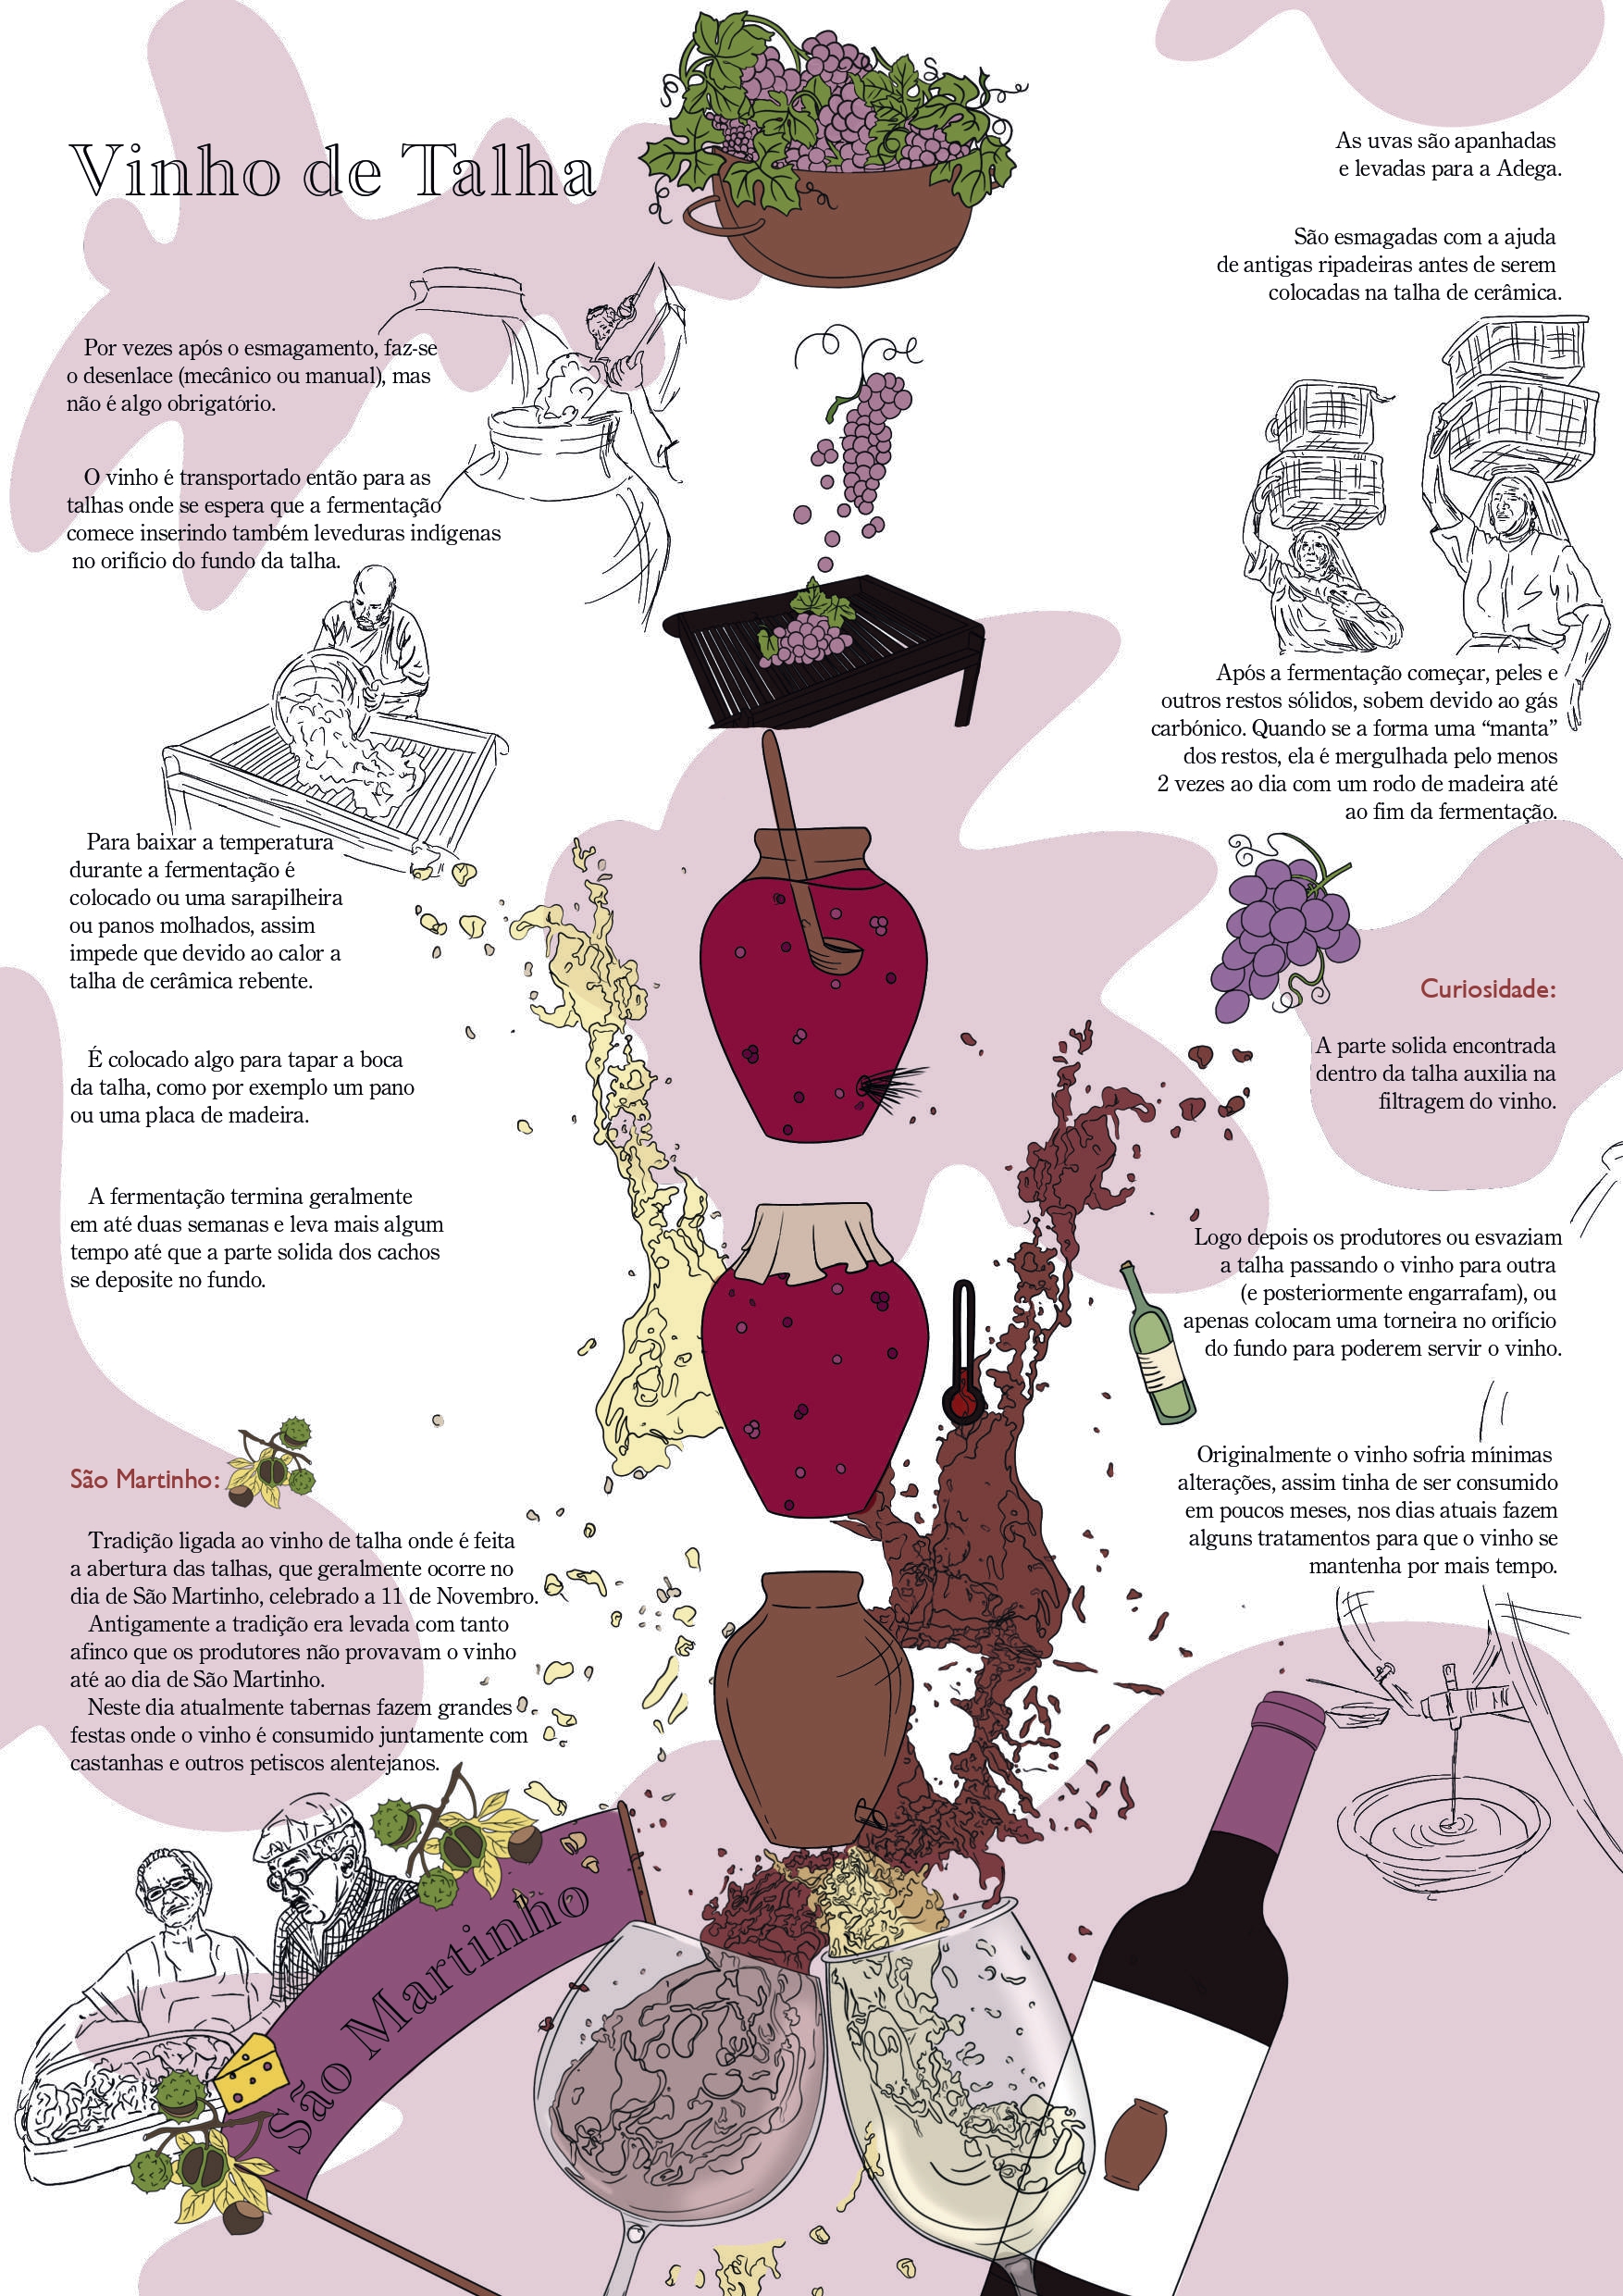 Vinho de Talha
As uvas são apanhadas
e levadas para a Adega.
São esmagadas com a ajuda
de antigas ripadeiras antes de serem
colocadas na talha de cerâmica.
Por vezes após o esmagamento, faz-se
o desenlace (mecânico ou manual), mas
não é algo obrigatório.
O vinho é transportado então para as
talhas onde se espera que a fermentação
comece inserindo também leveduras indígenas
no orifício do fundo da talha.
Após a fermentação começar, peles e
outros restos sólidos, sobem devido ao gás
carbónico. Quando se a forma uma “manta”
dos restos, ela é mergulhada pelo menos
2 vezes ao dia com um rodo de madeira até
ao fim da fermentação.
Para baixar a temperatura
durante a fermentação é
colocado ou uma sarapilheira
ou panos molhados, assim
impede que devido ao calor a
talha de cerâmica rebente.
É colocado algo para tapar a boca
da talha, como por exemplo um pano
ou uma placa de madeira.
Curiosidade:
A parte solida encontrada
dentro da talha auxilia na
filtragem do vinho.
A fermentação termina geralmente
em até duas semanas e leva mais algum
tempo até que a parte solida dos cachos
se deposite no fundo.
Logo depois os produtores ou esvaziam
a talha passando o vinho para outra
(e posteriormente engarrafam), ou
apenas colocam uma torneira no orifício
do fundo para poderem servir o vinho.
Originalmente o vinho sofria mínimas
alterações, assim tinha de ser consumido
em poucos meses, nos dias atuais fazem
alguns tratamentos para que o vinho se
mantenha por mais tempo.
São Martinho:
Tradição ligada ao vinho de talha onde é feita
a abertura das talhas, que geralmente ocorre no
dia de São Martinho, celebrado a 11 de Novembro.
Antigamente a tradição era levada com tanto
afinco que os produtores não provavam o vinho
até ao dia de São Martinho.
Neste dia atualmente tabernas fazem grandes
festas onde o vinho é consumido juntamente com
castanhas e outros petiscos alentejanos.
São Martinho